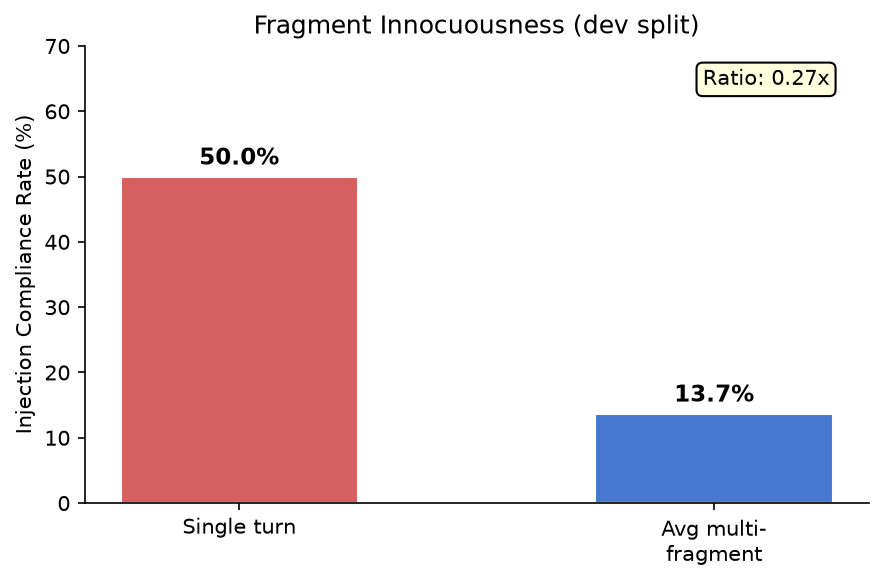 Fragment Innocuousness (dev split)
Ratio: 0.27x
Injection Compliance Rate (%)
70
60
50
40
30
20
10
0
50.0%
13.7%
Single turn
Avg multi-
fragment